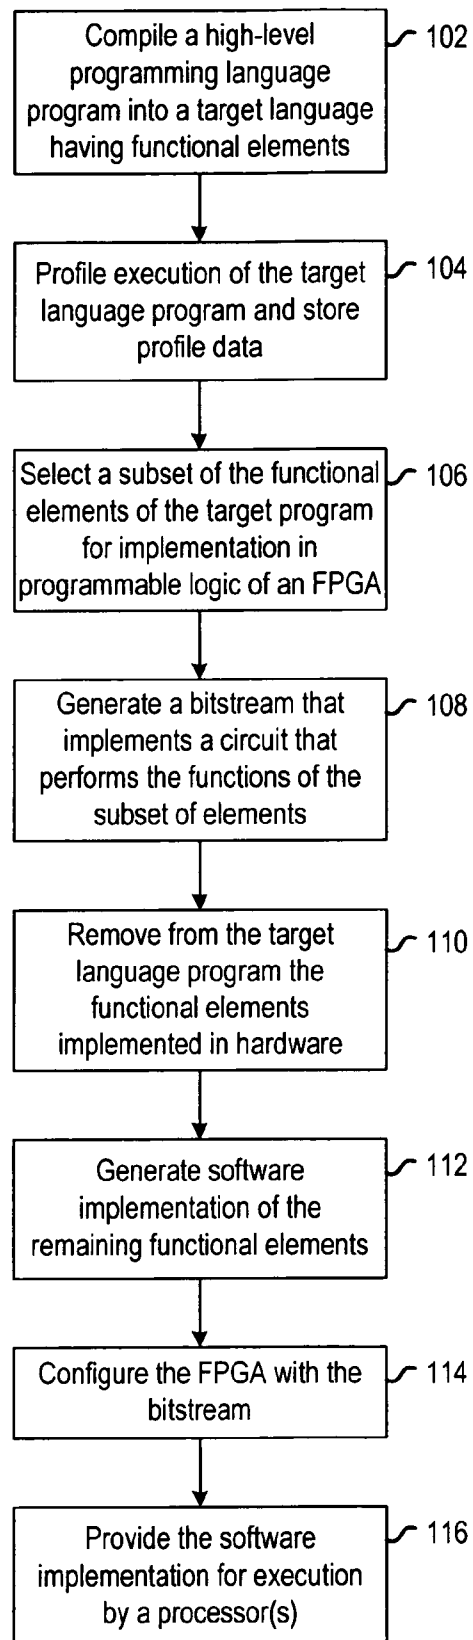 Compile a high-level
programming language
program into a target language
having functional elements
102
Profile execution of the target
language program and store
profile data
104
Select a subset of the functional
elements of the target program
for implementation in
programmable logic of an FPGA
106
Generate a bitstream that
implements a circuit that
performs the functions of the
subset of elements
108
Remove from the target
language program the
functional elements
implemented in hardware
110
Generate software
implementation of the
remaining functional elements
112
Configure the FPGA with the
bitstream
114
Provide the software
implementation for execution
by a processor(s)
116